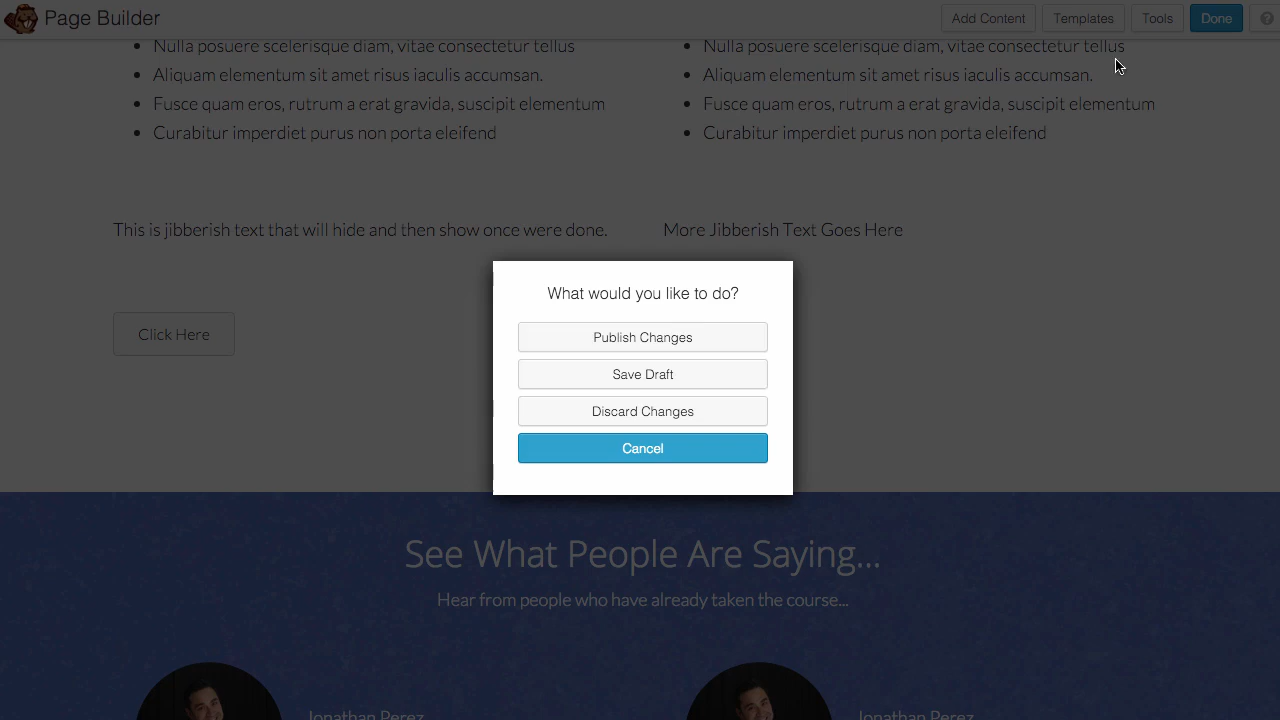 Page Builder
Add Content
Templates
Tools
Done
?
Nulla posuere scelerisque diam, vitae consectetur tellus
Aliquam elementum sit amet risus iaculis accumsan.
Fusce quam eros, rutrum a erat gravida, suscipit elementum
Curabitur imperdiet purus non porta eleifend
Nulla posuere scelerisque diam, vitae consectetur tellus
Aliquam elementum sit amet risus iaculis accumsan.
Fusce quam eros, rutrum a erat gravida, suscipit elementum
Curabitur imperdiet purus non porta eleifend
This is jibberish text that will hide and then show once were done.
More Jibberish Text Goes Here
Click Here
What would you like to do?
Publish Changes
Save Draft
Discard Changes
Cancel
See What People Are Saying...
Hear from people who have already taken the course...
Jonathan Perez
Jonathan Perez